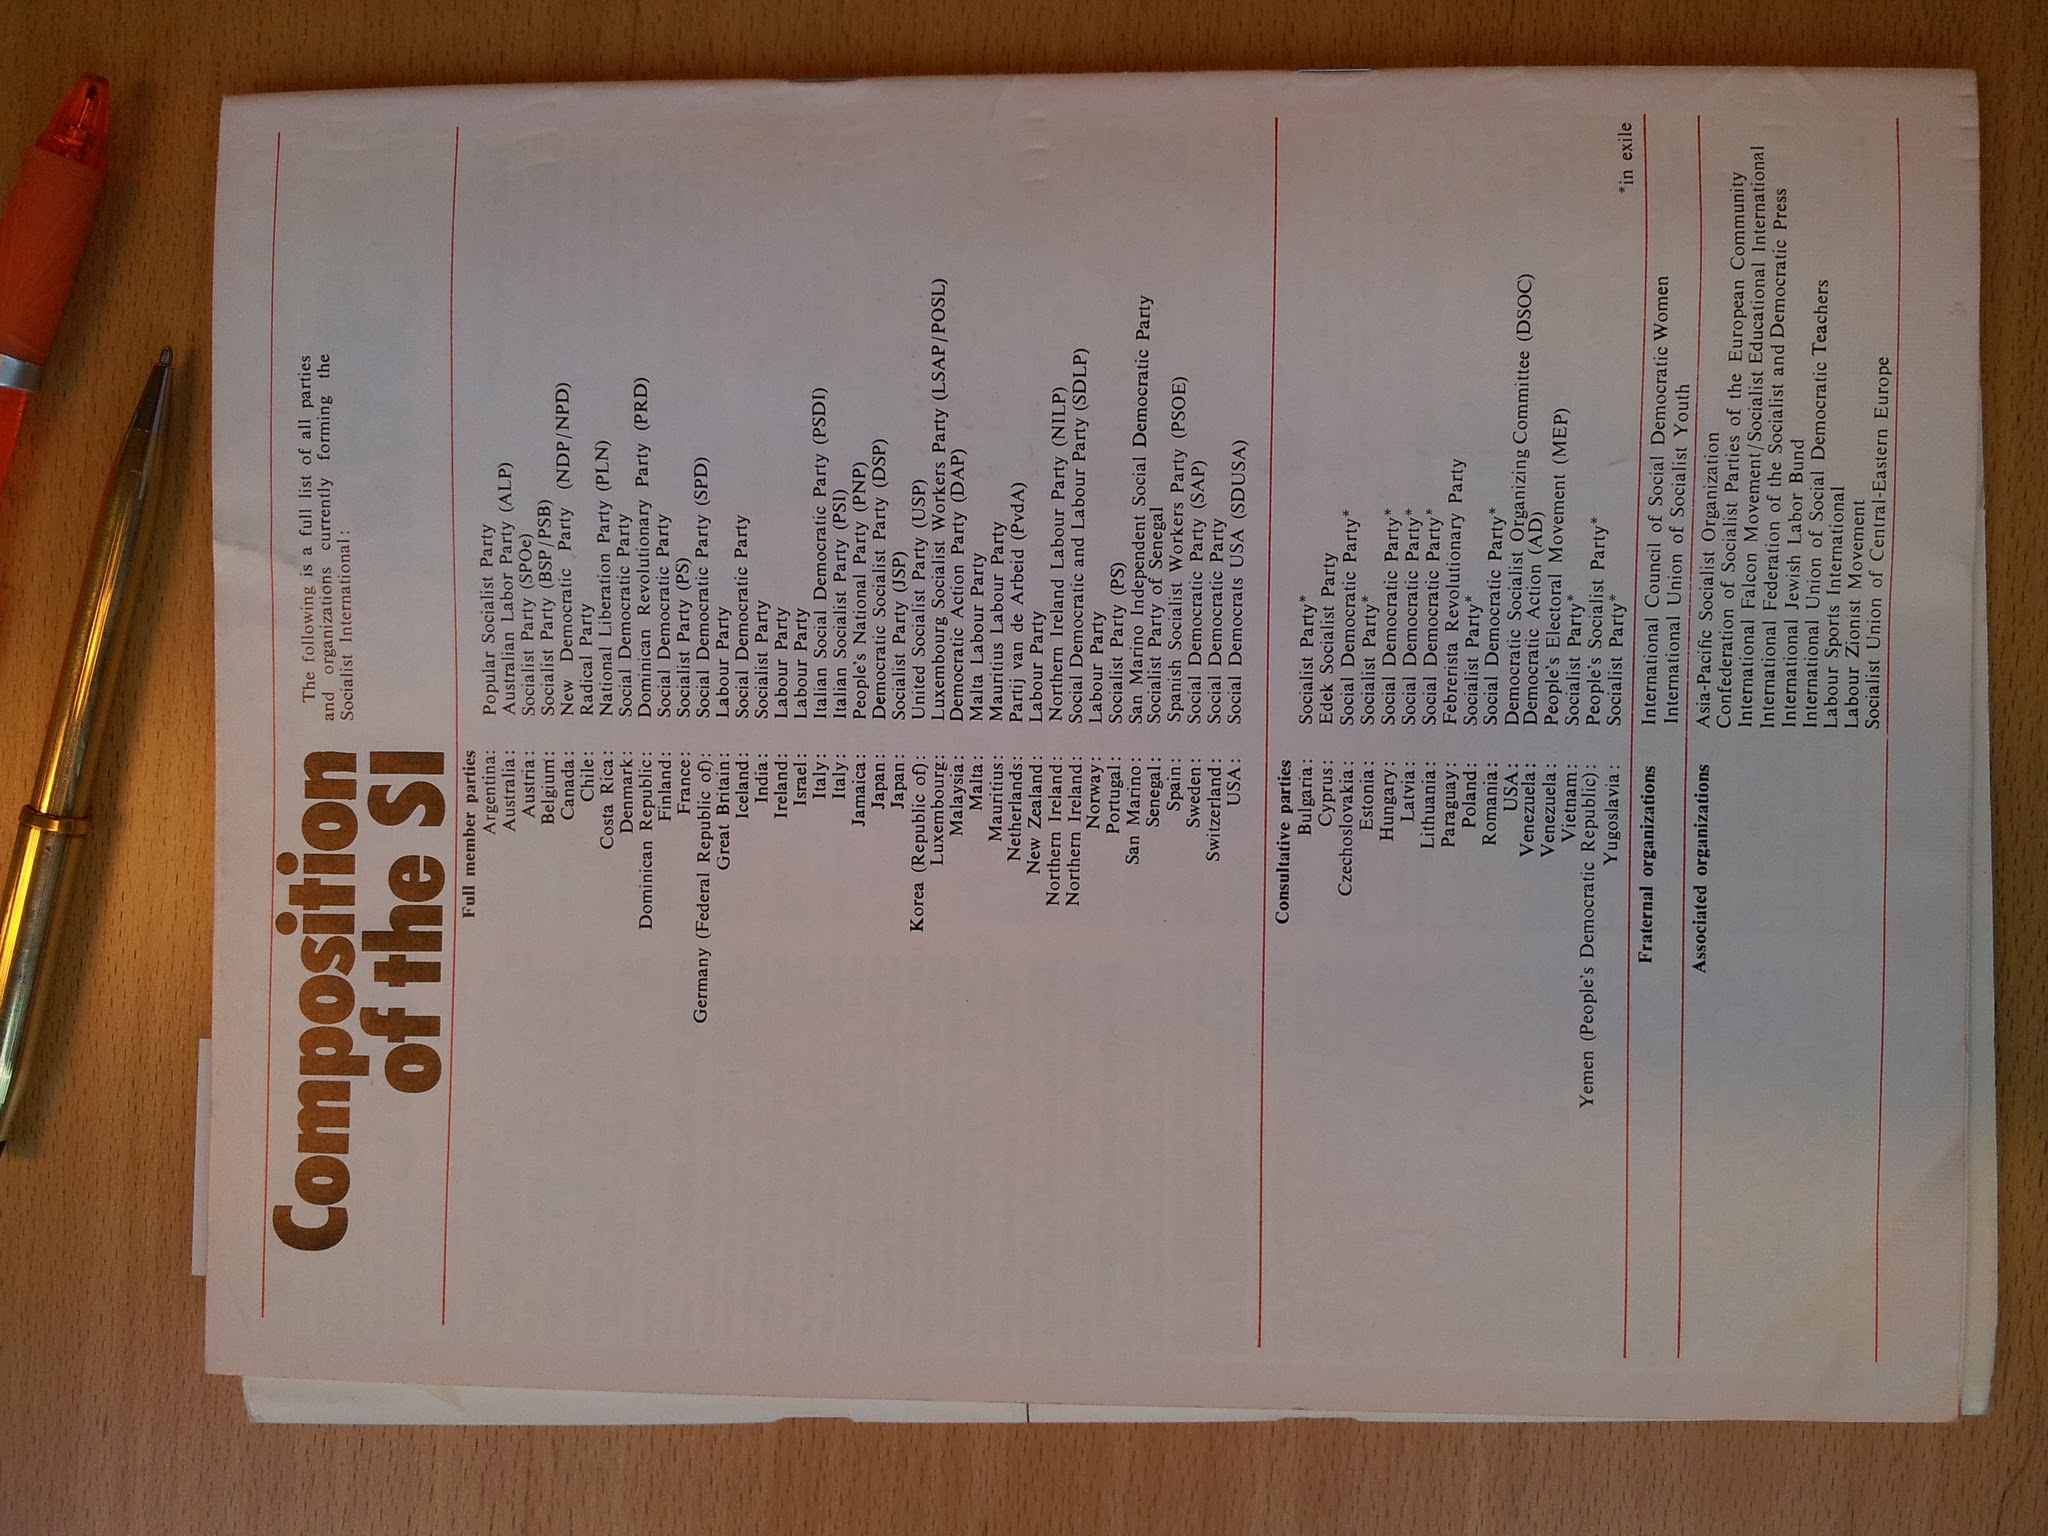 Composition
of the SI
The following is a full list of all parties
and organizations currently forming the
Socialist International:
Full member parties
Argentina: Popular Socialist Party
Australia: Australian Labor Party (ALP)
Austria: Socialist Party (SPOe)
Belgium: Socialist Party (BSP/PSB)
Canada: New Democratic Party (NDP/NPD)
Chile: Radical Party
Costa Rica: National Liberation Party (PLN)
Denmark: Social Democratic Party
Dominican Republic: Dominican Revolutionary Party (PRD)
Finland: Social Democratic Party
France: Socialist Party (PS)
Germany (Federal Republic of): Social Democratic Party (SPD)
Great Britain: Labour Party
Iceland: Social Democratic Party
India: Socialist Party
Ireland: Labour Party
Israel: Labour Party
Italy: Italian Social Democratic Party (PSDI)
Italy: Italian Socialist Party (PSI)
Jamaica: People's National Party (PNP)
Japan: Democratic Socialist Party (DSP)
Japan: Socialist Party (JSP)
Korea (Republic of): United Socialist Party (USP)
Luxembourg: Luxembourg Socialist Workers Party (LSAP/POSL)
Malaysia: Democratic Action Party (DAP)
Malta: Malta Labour Party
Mauritius: Mauritius Labour Party
Netherlands: Partij van de Arbeid (PvdA)
New Zealand: Labour Party
Northern Ireland: Northern Ireland Labour Party (NILP)
Northern Ireland: Social Democratic and Labour Party (SDLP)
Norway: Labour Party
Portugal: Socialist Party (PS)
San Marino: San Marino Independent Social Democratic Party
Senegal: Socialist Party of Senegal
Spain: Spanish Socialist Workers Party (PSOE)
Sweden: Social Democratic Party (SAP)
Switzerland: Social Democratic Party
USA: Social Democrats USA (SDUSA)
Consultative parties
Bulgaria: Socialist Party*
Cyprus: Edek Socialist Party
Czechoslovakia: Social Democratic Party*
Estonia: Socialist Party*
Hungary: Social Democratic Party*
Latvia: Social Democratic Party*
Lithuania: Social Democratic Party*
Paraguay: Febrerista Revolutionary Party
Poland: Socialist Party*
Romania: Social Democratic Party*
USA: Democratic Socialist Organizing Committee (DSOC)
Venezuela: Democratic Action (AD)
Venezuela: People's Electoral Movement (MEP)
Vietnam: Socialist Party*
Yemen (People's Democratic Republic): People's Socialist Party*
Yugoslavia: Socialist Party*
*in exile
Fraternal organizations International Council of Social Democratic Women
International Union of Socialist Youth
Associated organizations Asia-Pacific Socialist Organization
Confederation of Socialist Parties of the European Community
International Falcon Movement/Socialist Educational International
International Federation of the Socialist and Democratic Press
International Jewish Labor Bund
International Union of Social Democratic Teachers
Labour Sports International
Labour Zionist Movement
Socialist Union of Central-Eastern Europe